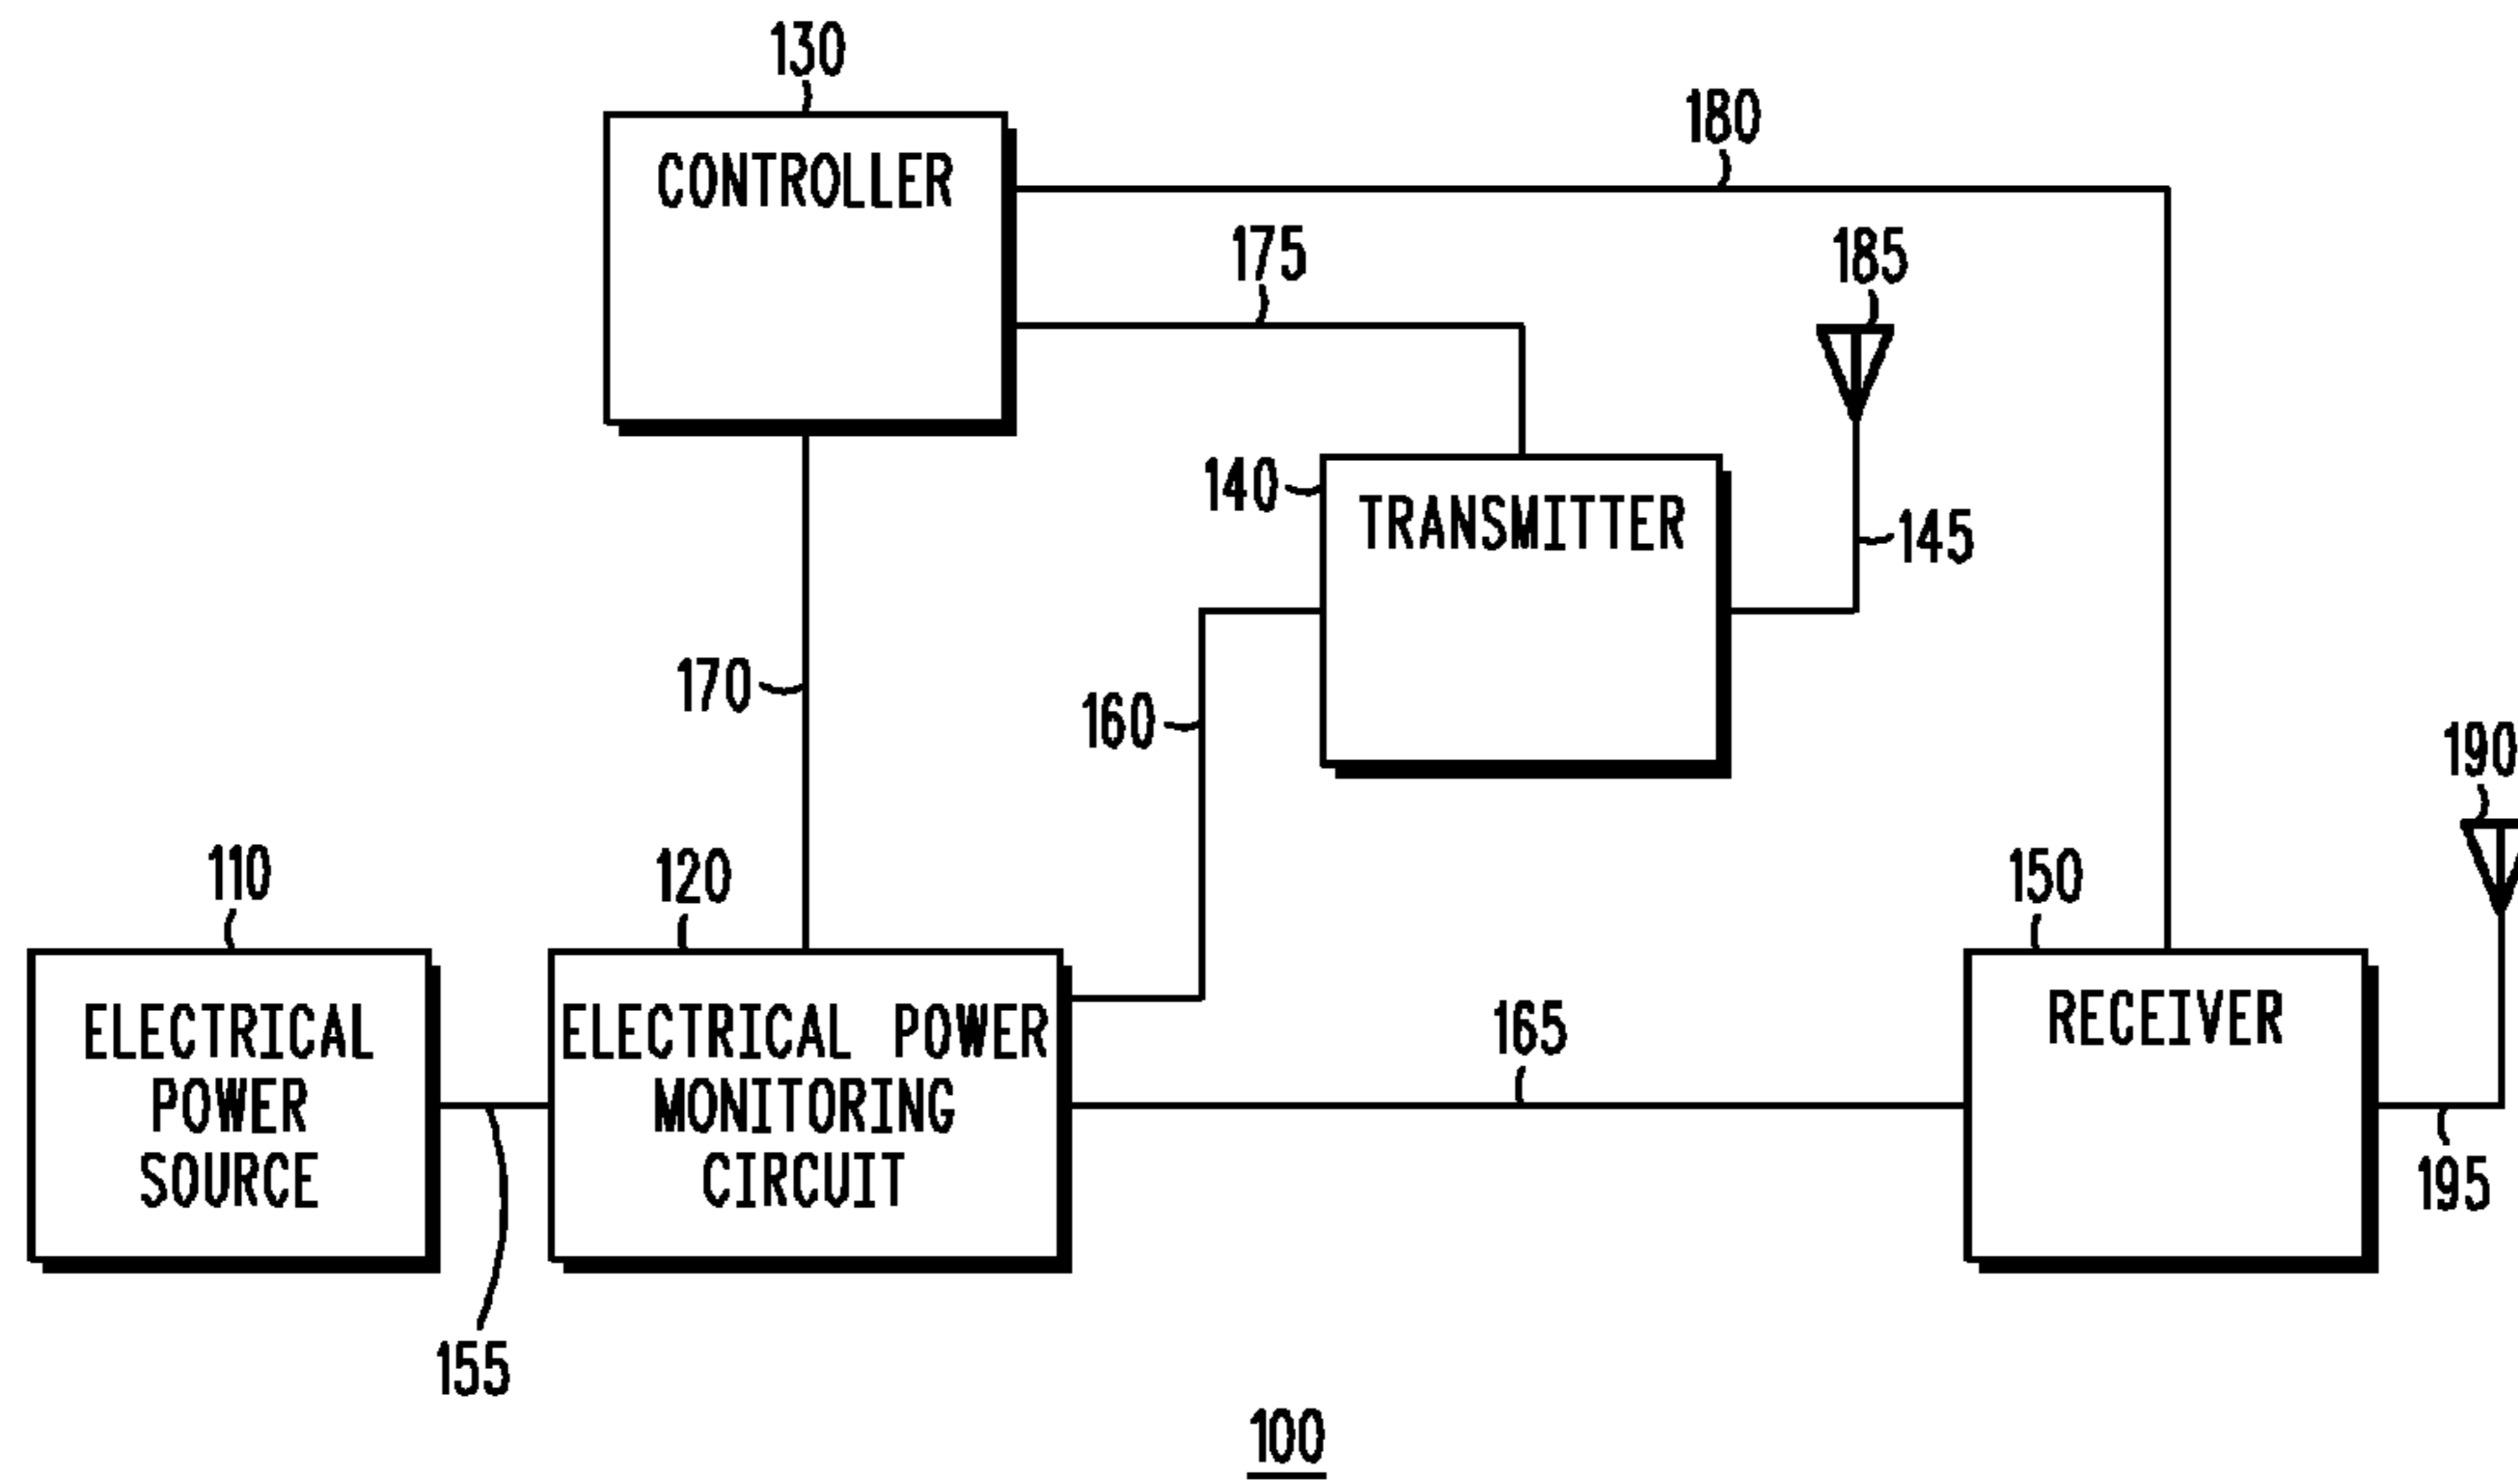 130
CONTROLLER
180
175
185
140
TRANSMITTER
145
170
160
190
110
120
150
ELECTRICAL
POWER
SOURCE
ELECTRICAL POWER
MONITORING
CIRCUIT
165
RECEIVER
195
155
100